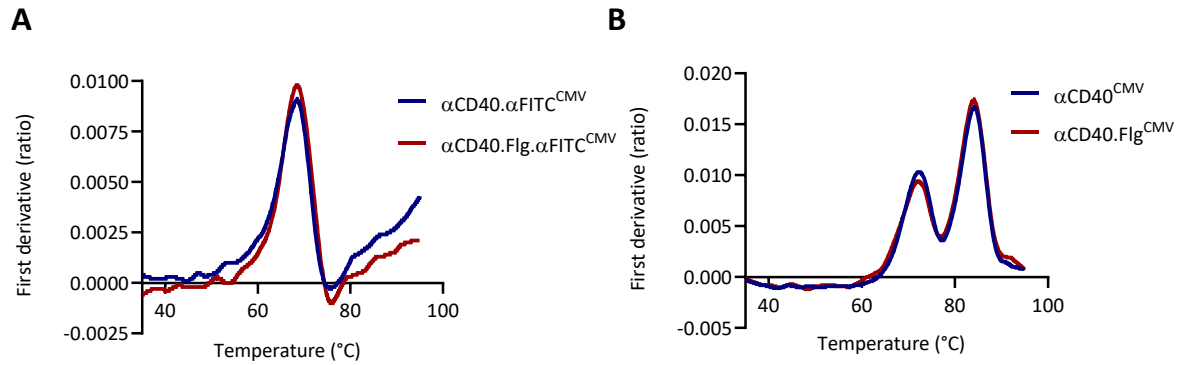 A
First derivative (ratio)
0.0100
0.0075
0.0050
0.0025
0.0000
-0.0025
40
60
80
100
Temperature (°C)
αCD40.αFITC^CMV
αCD40.Flg.αFITC^CMV
B
First derivative (ratio)
0.020
0.015
0.010
0.005
0.000
-0.005
40
60
80
100
Temperature (°C)
αCD40^CMV
αCD40.Flg^CMV